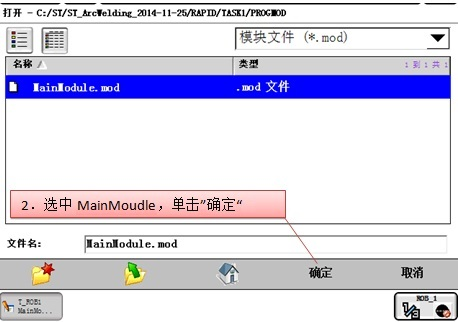 打开 - C:/ST/ST_ArcWelding_2014-11-25/RAPID/TASK1/PROGMOD
模块文件 (*.mod)
名称 类型 1 到 1 共 1
MainModule.mod .mod 文件
2．选中 MainMoudle，单击”确定“
文件名: MainModule.mod
确定 取消
T_ROB1
MainMo...
ROB_1